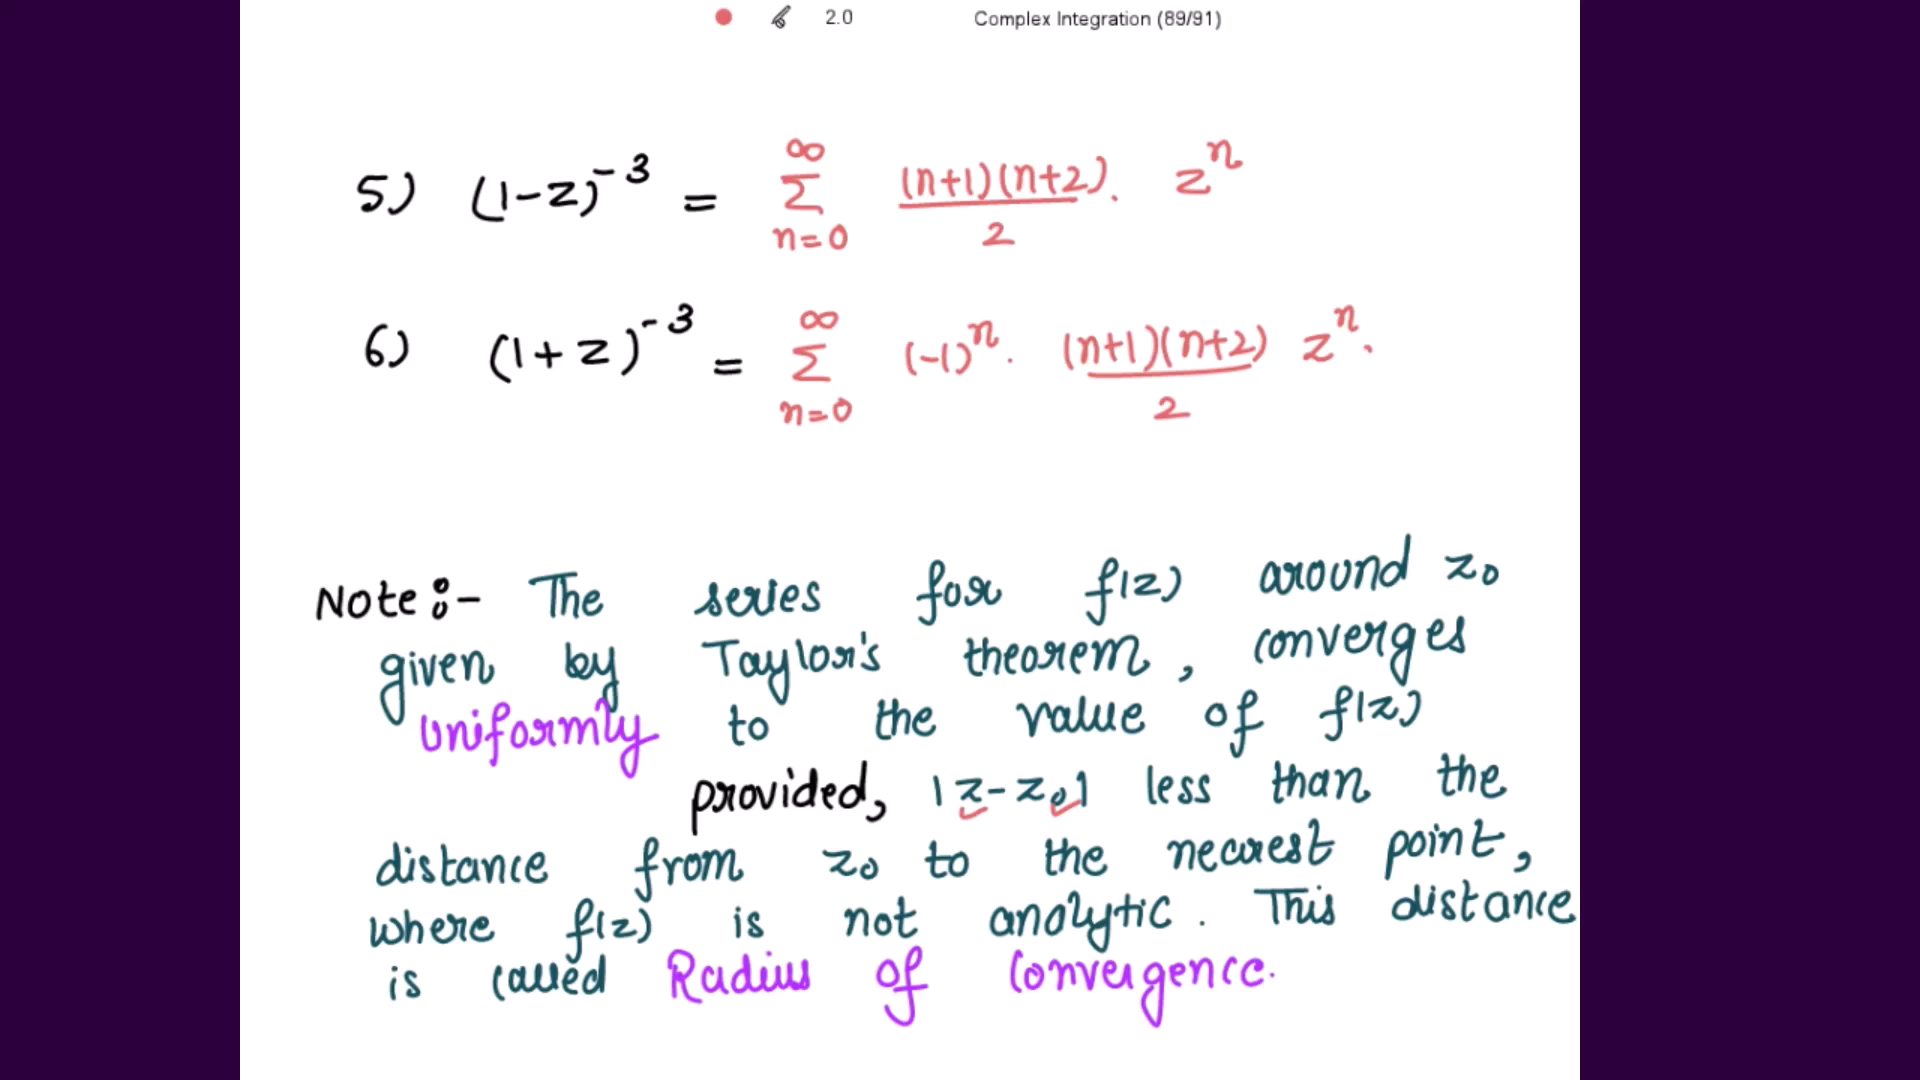 2.0 Complex Integration (89/91)
5) (1-z)⁻³ = ∞ Σ n=0 (n+1)(n+2)/2 . zⁿ
6) (1+z)⁻³ = ∞ Σ n=0 (-1)ⁿ . (n+1)(n+2)/2 zⁿ.
Note :- The series for f(z) around z₀
given by Taylor's theorem, converges
Uniformly to the value of f(z)
provided, |z-z₀| less than the
distance from z₀ to the nearest point,
where f(z) is not analytic. This distance
is called Radius of Convergence.